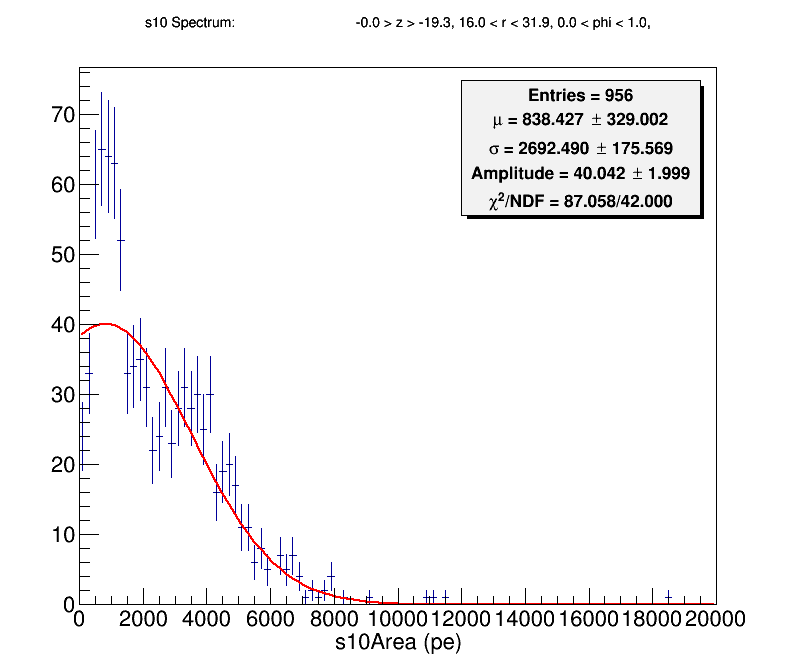 s10 Spectrum: -0.0 > z > -19.3, 16.0 < r < 31.9, 0.0 < phi < 1.0,
Entries = 956
μ = 838.427 ± 329.002
σ = 2692.490 ± 175.569
Amplitude = 40.042 ± 1.999
χ²/NDF = 87.058/42.000
70
60
50
40
30
20
10
0
0 2000 4000 6000 8000 10000 12000 14000 16000 18000 20000
s10Area (pe)